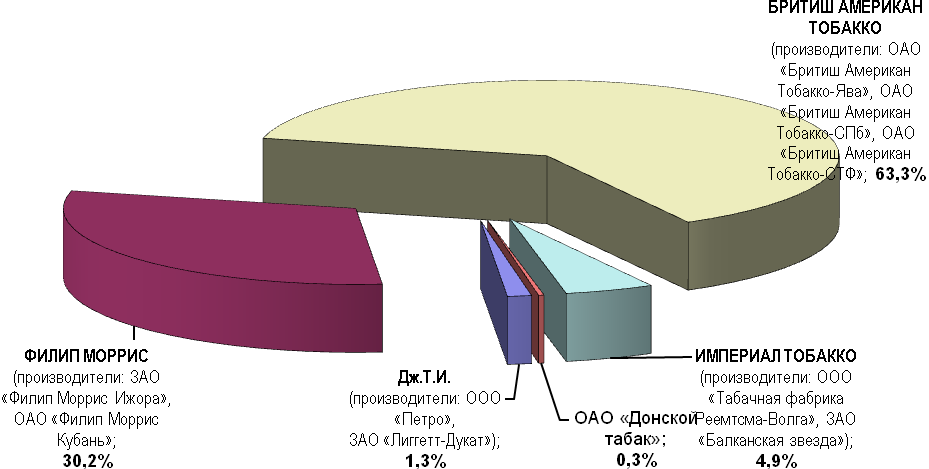 БРИТИШ АМЕРИКАН
ТОБАККО
(производители: ОАО
«Бритиш Американ
Тобакко-Ява», ОАО
«Бритиш Американ
Тобакко-СПб», ОАО
«Бритиш Американ
Тобакко-СТФ»; 63,3%
ФИЛИП МОРРИС
(производители: ЗАО
«Филип Моррис Ижора»,
ОАО «Филип Моррис
Кубань»;
30,2%
Дж.Т.И.
(производители: ООО
«Петро»,
ЗАО «Лиггетт-Дукат»);
1,3%
ОАО «Донской
табак»;
0,3%
ИМПЕРИАЛ ТОБАККО
(производители: ООО
«Табачная фабрика
Реемтсма-Волга», ЗАО
«Балканская звезда»);
4,9%